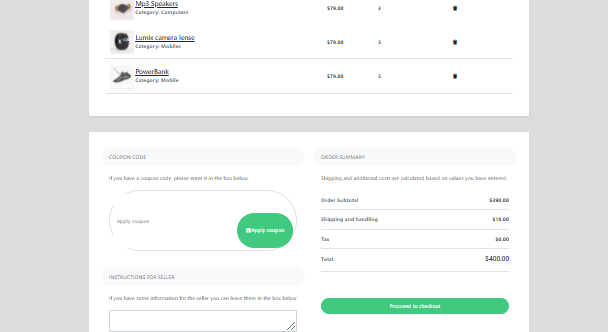 Mp3 Speakers
Category: Computers
$79.00 3
Lumix camera lense
Category: Mobiles
$79.00 3
PowerBank
Category: Mobile
$79.00 3
COUPON CODE
If you have a coupon code, please enter it in the box below
Apply coupon
Apply coupon
INSTRUCTIONS FOR SELLER
If you have some information for the seller you can leave them in the box below
ORDER SUMMARY
Shipping and additional costs are calculated based on values you have entered.
Order Subtotal $390.00
Shipping and handling $10.00
Tax $0.00
Total $400.00
Proceed to checkout